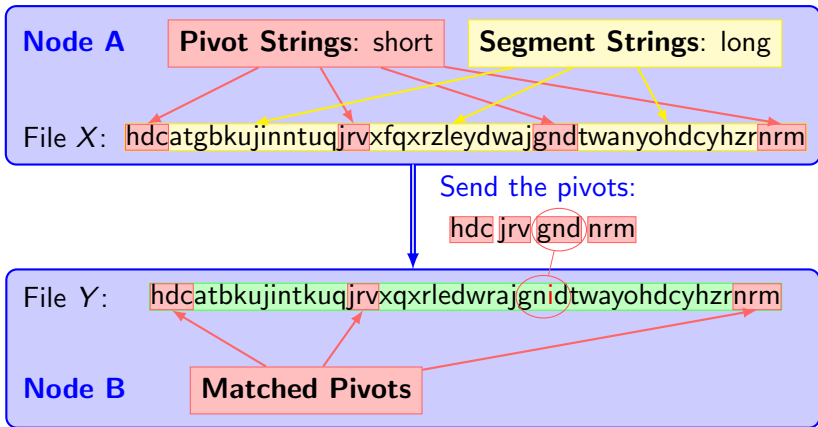 Node A
Pivot Strings: short
Segment Strings: long
File X: hdcatgbkujinntuqjrvxfqxrzleydwajgndtwanyohdcyhzrnrm
Send the pivots:
hdc jrv gnd nrm
File Y: hdcatbkujintkuqjrvxqxrledwrajgnidtwayohdcyhzrnrm
Node B
Matched Pivots